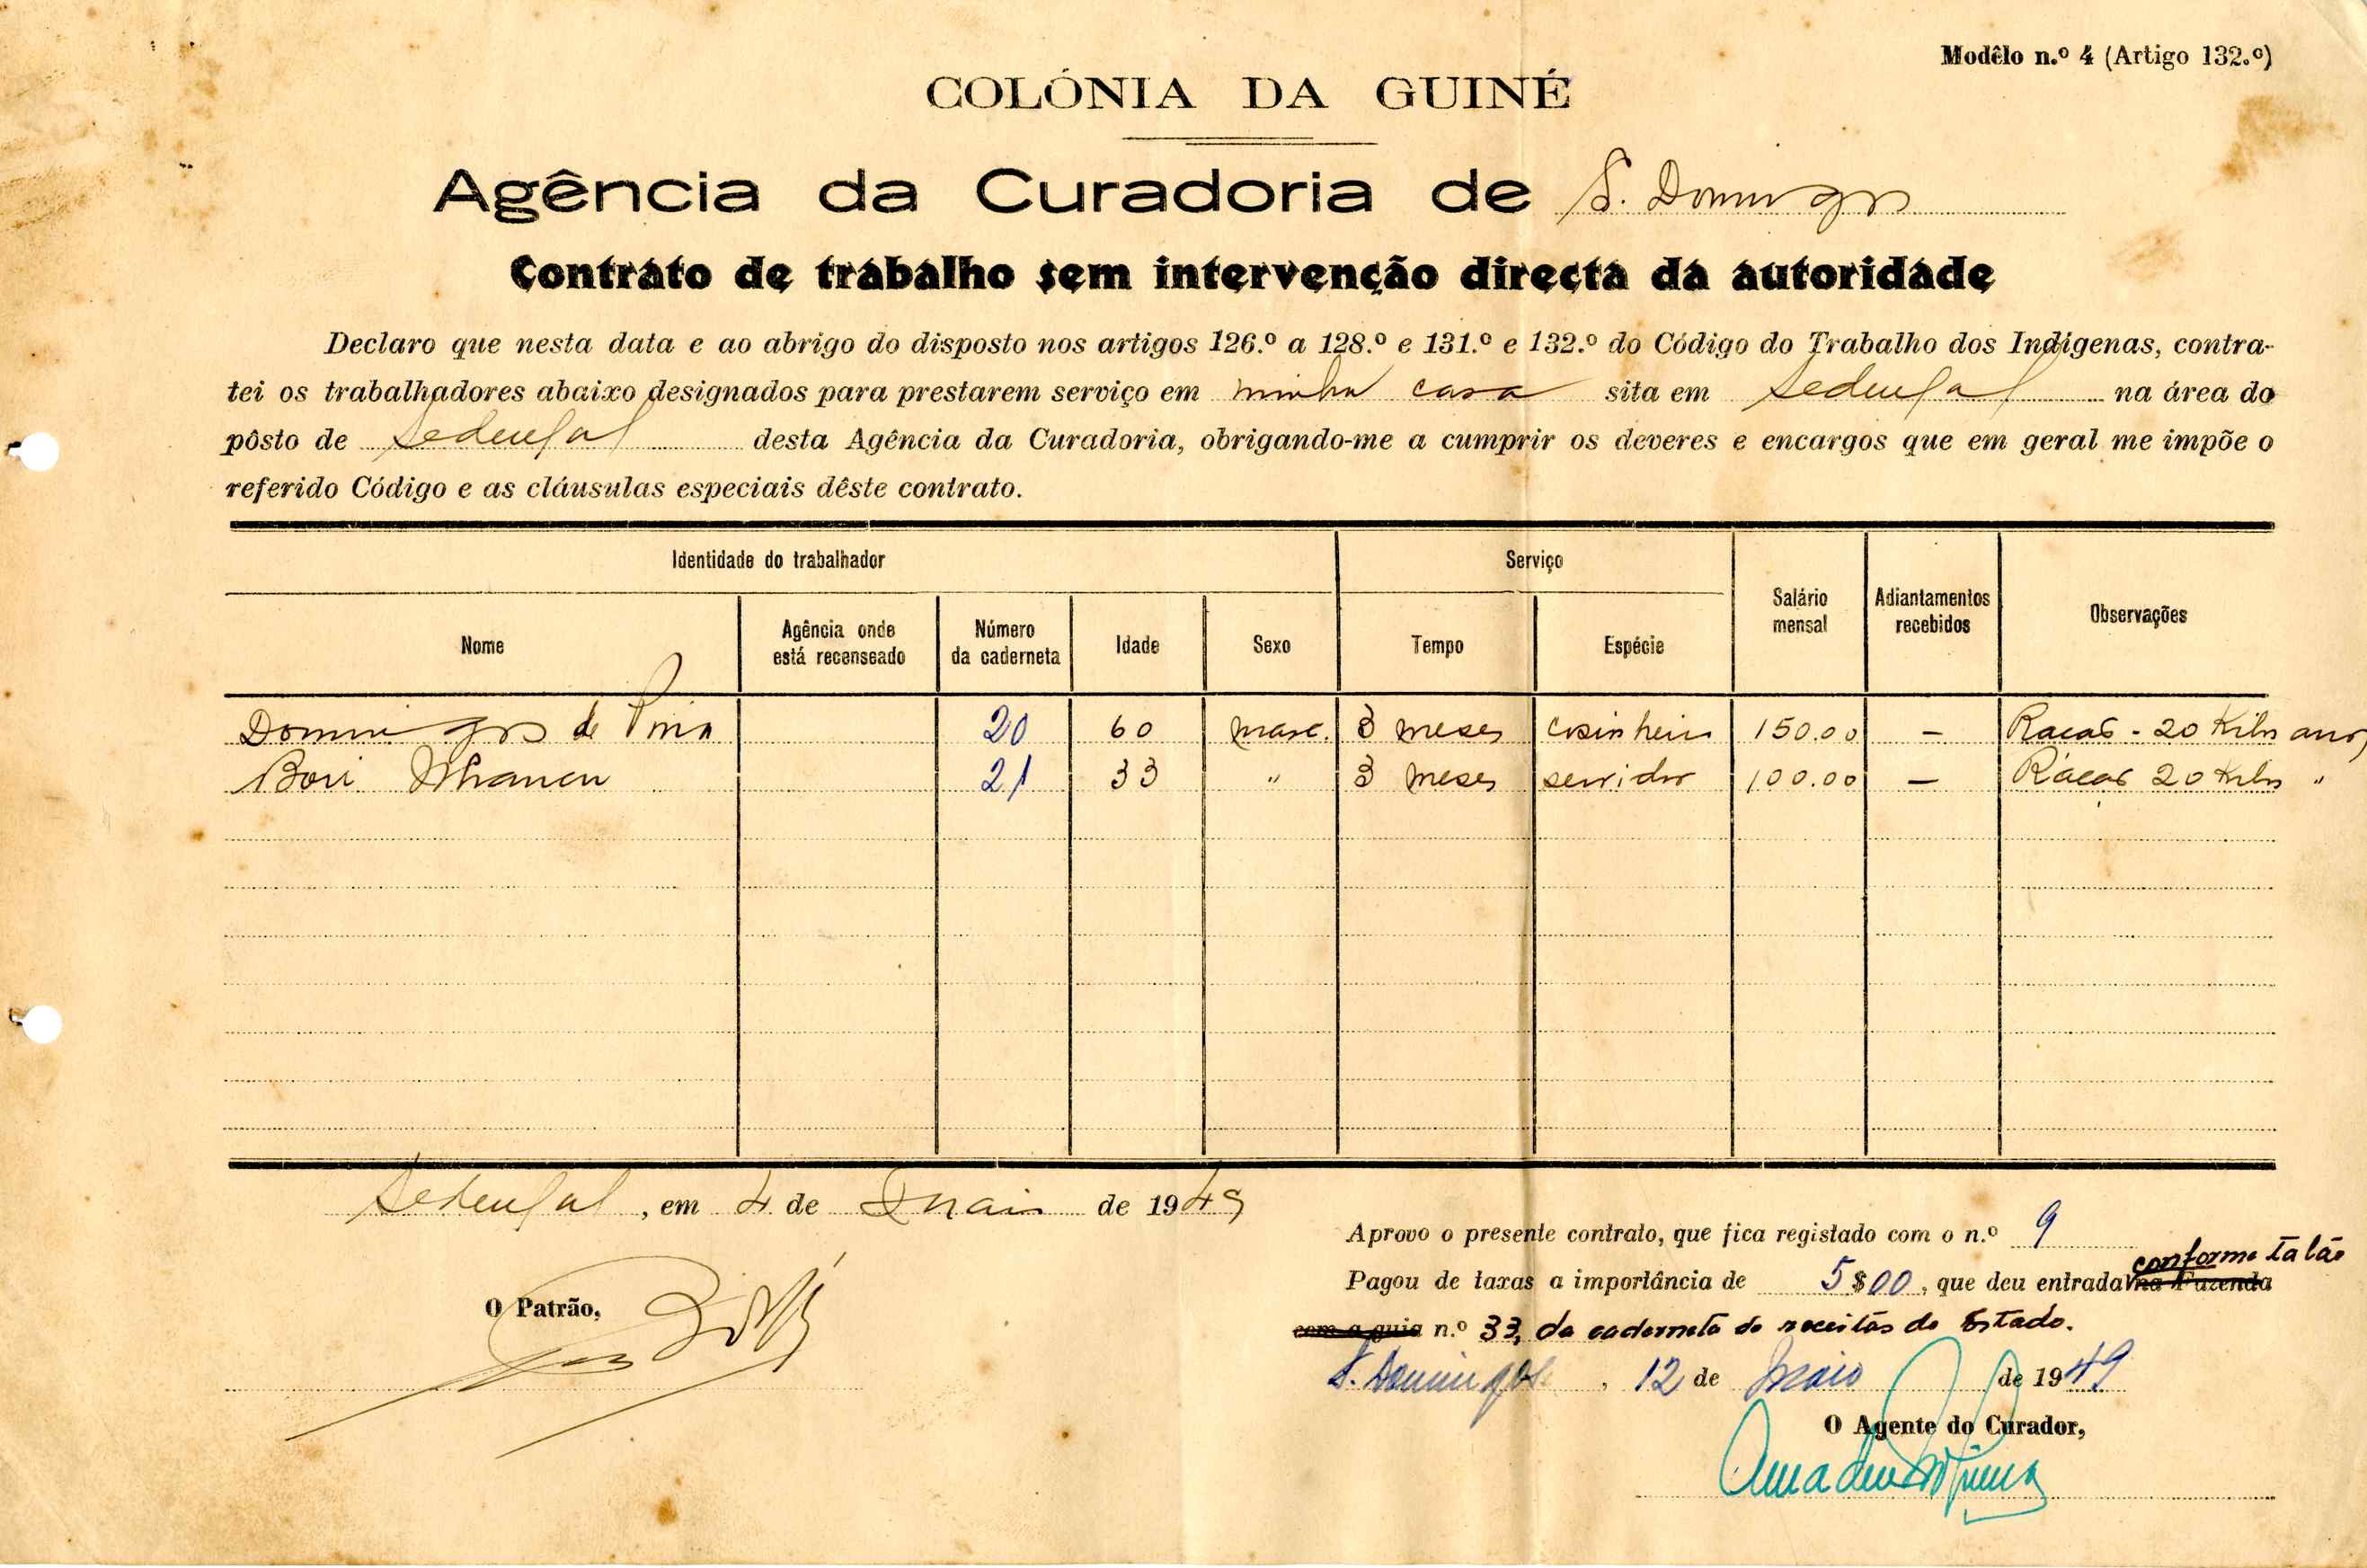 Modêlo n.º 4 (Artigo 132.º)
COLÓNIA DA GUINÉ
Agência da Curadoria de S. Domingos
Contrato de trabalho sem intervenção directa da autoridade
Declaro que nesta data e ao abrigo do disposto nos artigos 126.º a 128.º e 131.º e 132.º do Código do Trabalho dos Indígenas, contra-
tei os trabalhadores abaixo designados para prestarem serviço em minha casa sita em Sedengal na área do
pôsto de Sedengal desta Agência da Curadoria, obrigando-me a cumprir os deveres e encargos que em geral me impõe o
referido Código e as cláusulas especiais dêste contrato.
Identidade do trabalhador Serviço Salário mensal Adiantamentos recebidos Observações
Nome Agência onde está recenseado Número da caderneta Idade Sexo Tempo Espécie
Domingos de Pina 20 60 masc. 3 meses cosinheiro 150.00 — 20 Kilos
Bori 21 33 " 3 meses servidor 100.00 — 20 Kilos "
Sedengal, em 4 de Maio de 1949
Aprovo o presente contrato, que fica registado com o n.º 9
conforme talão
Pagou de taxas a importância de 5$00, que deu entrada na Fazenda
O Patrão,
com a guia n.º 33, da caderneta de receitas do Estado.
S. Domingos, 12 de Maio de 1949
O Agente do Curador,